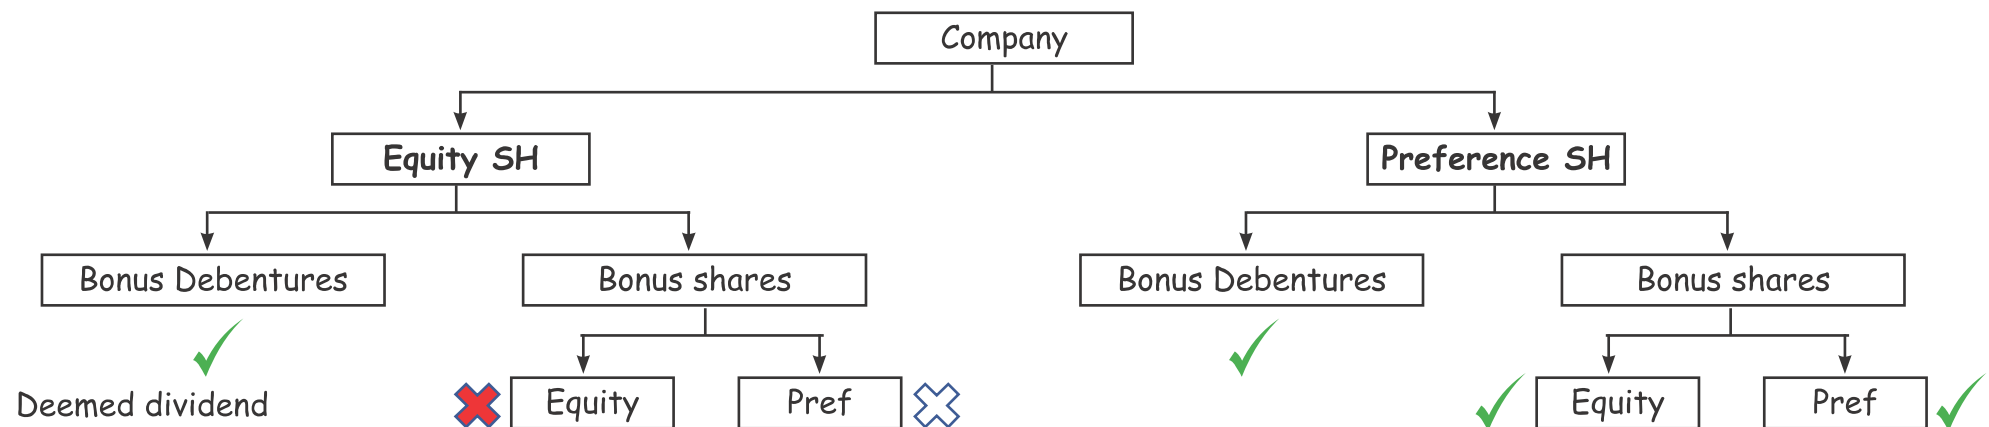 Company
Equity SH
Preference SH
Bonus Debentures
Bonus shares
Bonus Debentures
Bonus shares
Deemed dividend
Equity
Pref
Equity
Pref